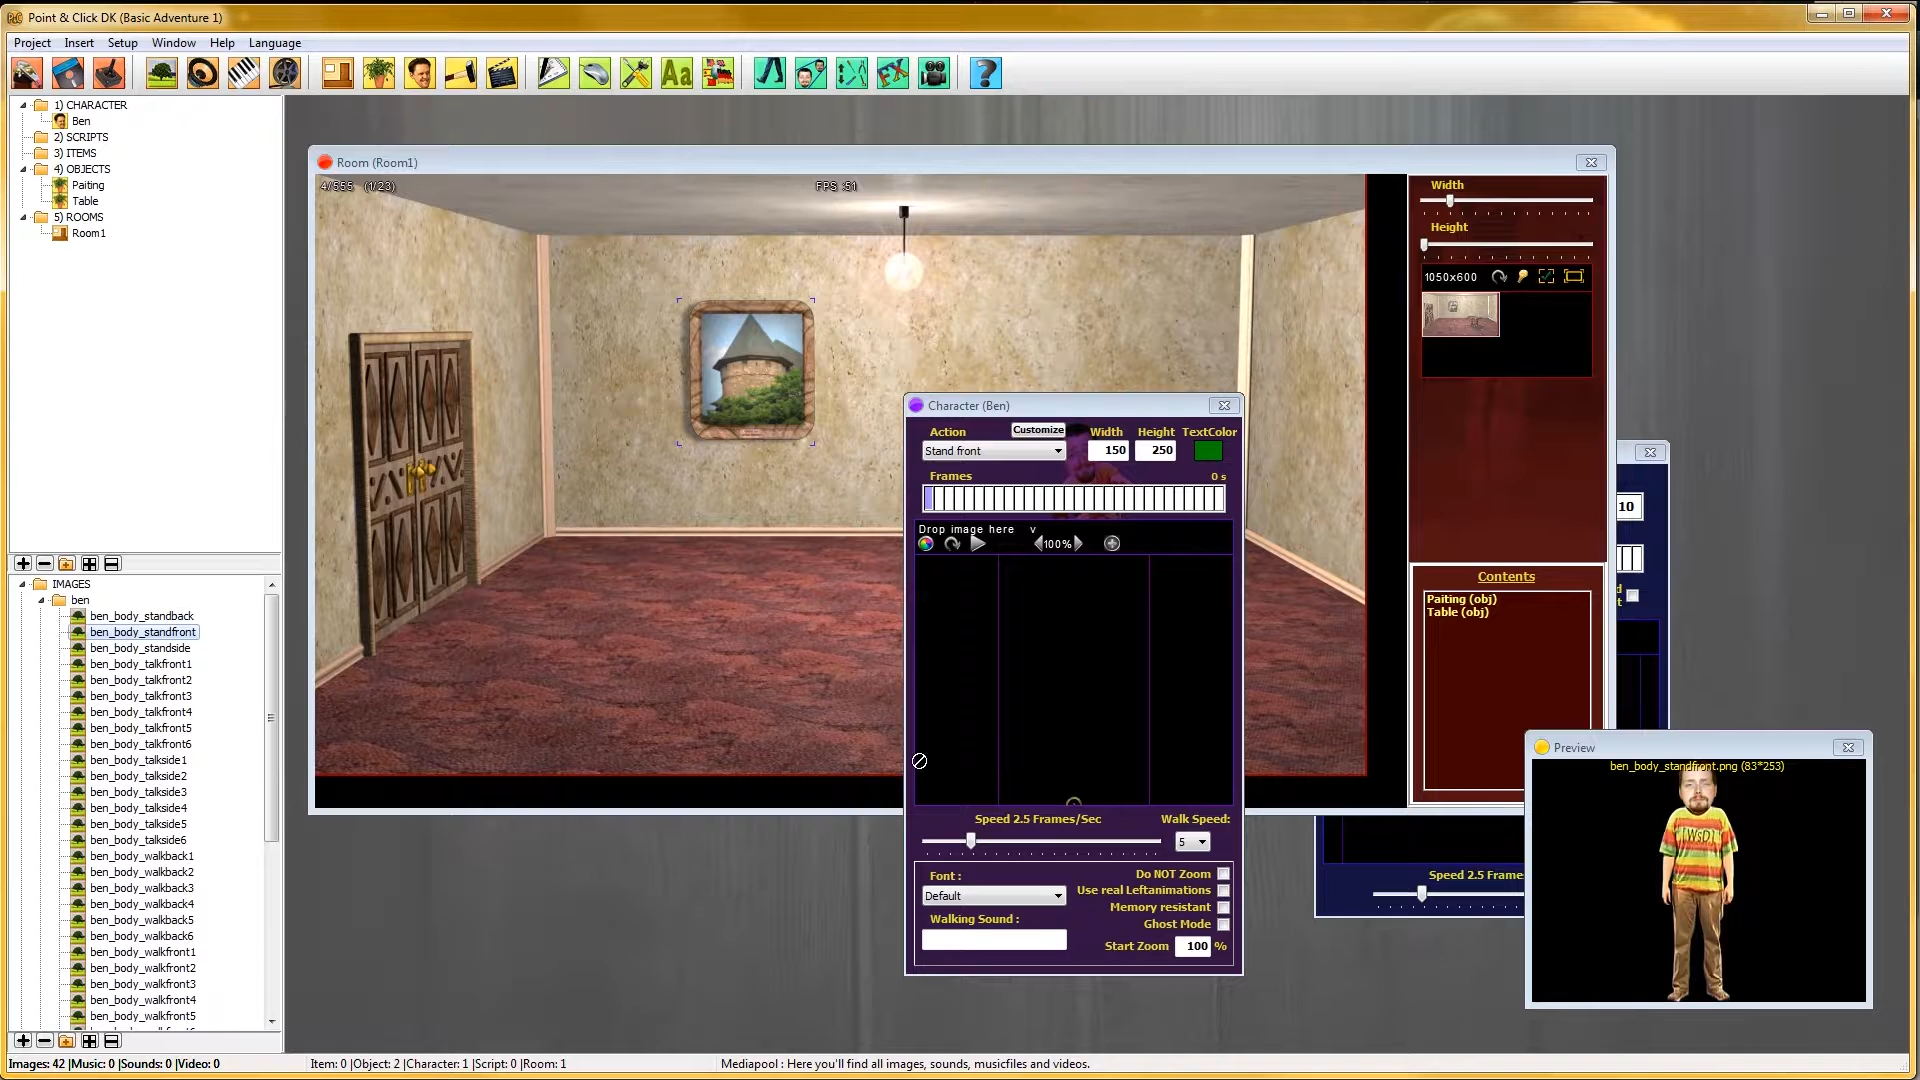 Point & Click DK (Basic Adventure 1)
Project Insert Setup Window Help Language
Aa
?
1) CHARACTER
Ben
2) SCRIPTS
3) ITEMS
4) OBJECTS
Paiting
Table
5) ROOMS
Room1
IMAGES
ben
ben_body_standback
ben_body_standfront
ben_body_standside
ben_body_talkfront1
ben_body_talkfront2
ben_body_talkfront3
ben_body_talkfront4
ben_body_talkfront5
ben_body_talkfront6
ben_body_talkside1
ben_body_talkside2
ben_body_talkside3
ben_body_talkside4
ben_body_talkside5
ben_body_talkside6
ben_body_walkback1
ben_body_walkback2
ben_body_walkback3
ben_body_walkback4
ben_body_walkback5
ben_body_walkback6
ben_body_walkfront1
ben_body_walkfront2
ben_body_walkfront3
ben_body_walkfront4
ben_body_walkfront5
Room (Room1)
4/555 (1/23)
FPS :51
Width
Height
1050x600
Contents
Paiting (obj)
Table (obj)
Character (Ben)
Action Customize Width Height TextColor
Stand front 150 250
Frames 0 s
Drop image here v
100%
Speed 2.5 Frames/Sec Walk Speed:
5
Font :
Default
Walking Sound :
Do NOT Zoom
Use real Leftanimations
Memory resistant
Ghost Mode
Start Zoom 100 %
10
Speed 2.5 Frame
Preview
ben_body_standfront.png (83*253)
WsD1
Images: 42 |Music: 0 |Sounds: 0 |Video: 0
Item: 0 |Object: 2 |Character: 1 |Script: 0 |Room: 1
Mediapool : Here you'll find all images, sounds, musicfiles and videos.